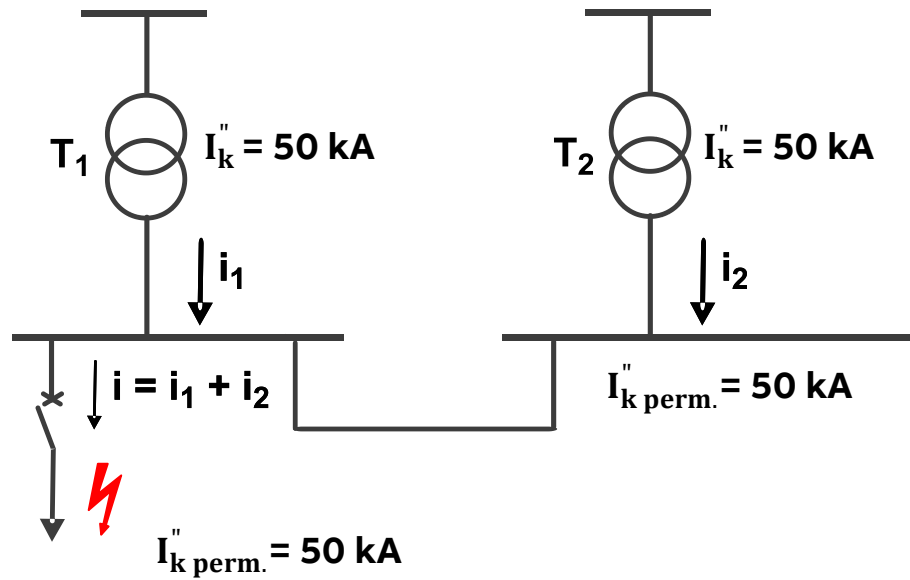 T₁
I"ₖ = 50 kA
T₂
I"ₖ = 50 kA
i₁
i₂
i = i₁ + i₂
I"ₖ ₚₑᵣₘ. = 50 kA
I"ₖ ₚₑᵣₘ. = 50 kA